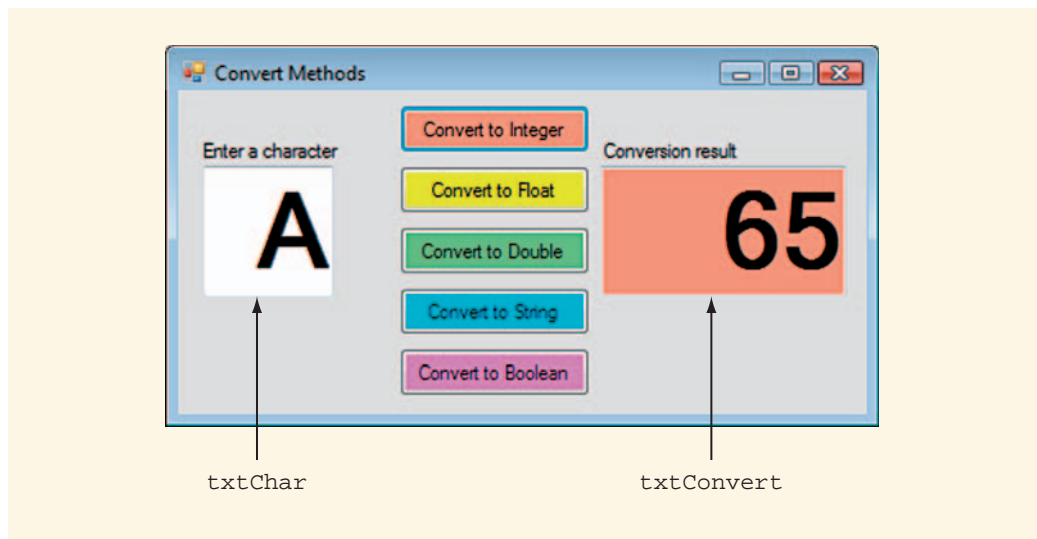 Convert Methods
Enter a character
A
Convert to Integer
Convert to Float
Convert to Double
Convert to String
Convert to Boolean
Conversion result
65
txtChar
txtConvert